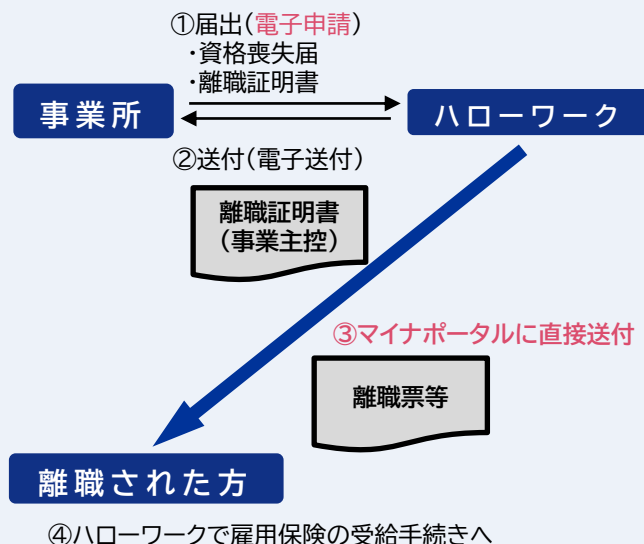 ①届出(電子申請)
・資格喪失届
・離職証明書
事業所
ハローワーク
②送付(電子送付)
離職証明書
(事業主控)
③マイナポータルに直接送付
離職票等
離職された方
④ハローワークで雇用保険の受給手続きへ